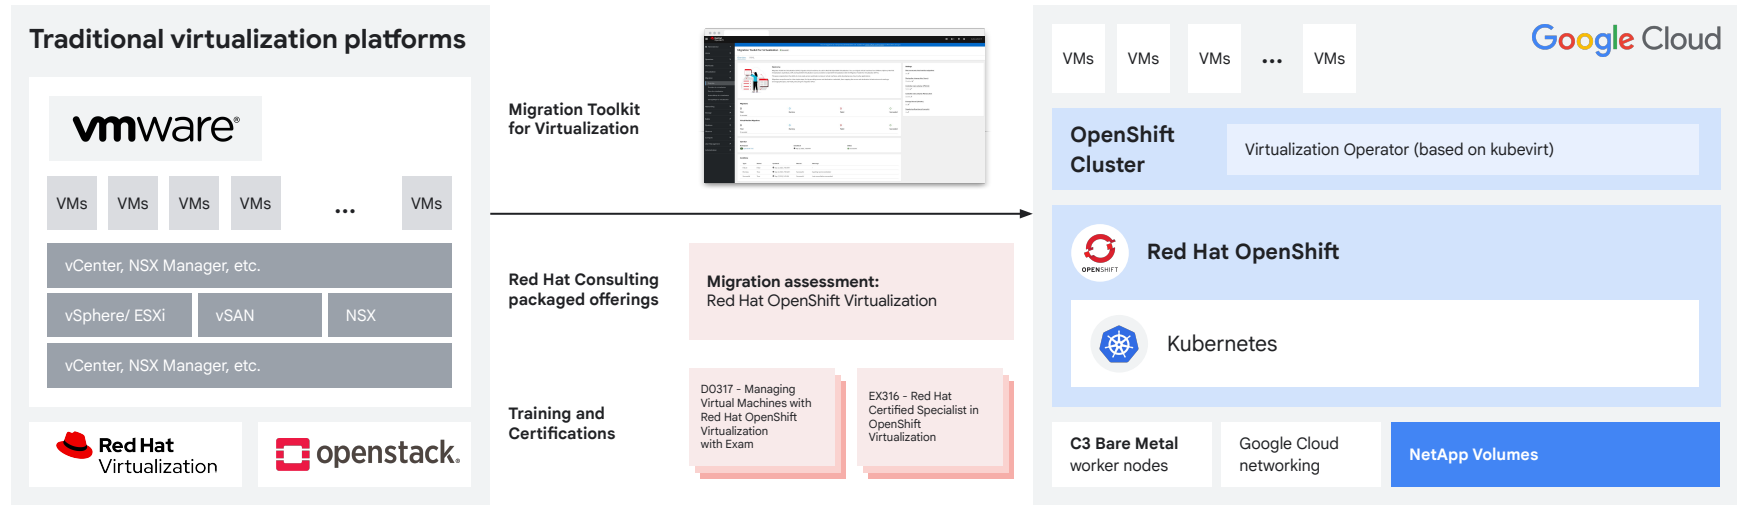 Traditional virtualization platforms
vmware®
VMs
VMs
VMs
VMs
...
VMs
vCenter, NSX Manager, etc.
vSphere/ ESXi
vSAN
NSX
vCenter, NSX Manager, etc.
Red Hat
Virtualization
openstack.
Migration Toolkit
for Virtualization
Red Hat Consulting
packaged offerings
Migration assessment:
Red Hat OpenShift Virtualization
Training and
Certifications
DO317 - Managing
Virtual Machines with
Red Hat OpenShift
Virtualization
with Exam
EX316 - Red Hat
Certified Specialist in
OpenShift
Virtualization
VMs
VMs
VMs
...
VMs
Google Cloud
OpenShift
Cluster
Virtualization Operator (based on kubevirt)
OPENSHIFT
Red Hat OpenShift
Kubernetes
C3 Bare Metal
worker nodes
Google Cloud
networking
NetApp Volumes